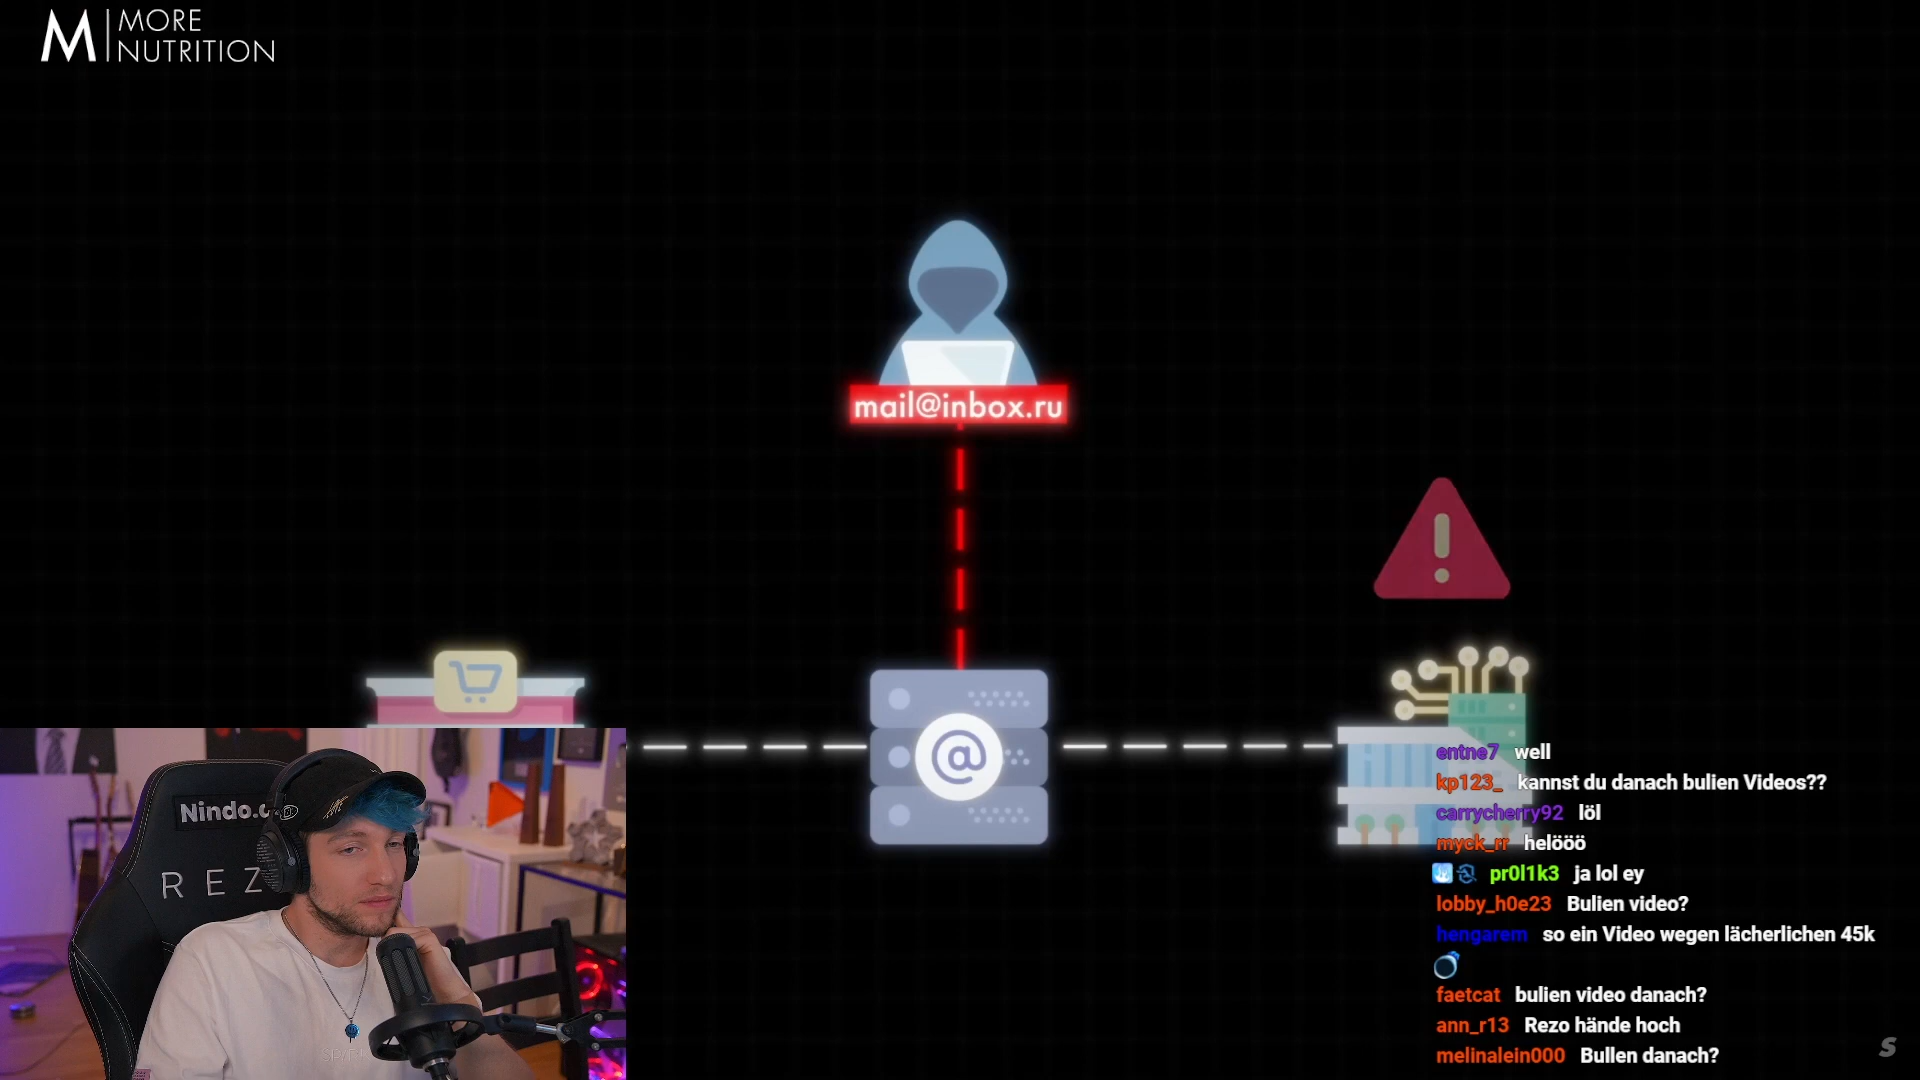 M MORE
NUTRITION
mail@inbox.ru
@
Nindo.
REZ
entne7 well
kp123_ kannst du danach bulien Videos??
carrycherry92 löl
myck_rr helööö
pr0l1k3 ja lol ey
lobby_h0e23 Bulien video?
hengarem so ein Video wegen lächerlichen 45k
faetcat bulien video danach?
ann_r13 Rezo hände hoch
melinalein000 Bullen danach?
S